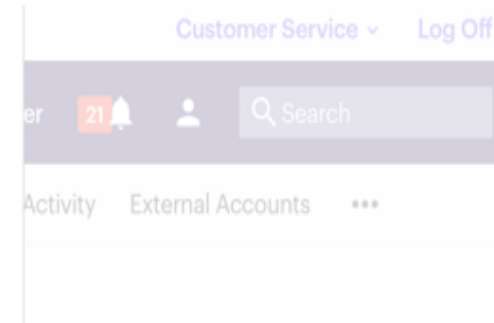 Customer Service Log Off
er 21 Search
Activity External Accounts